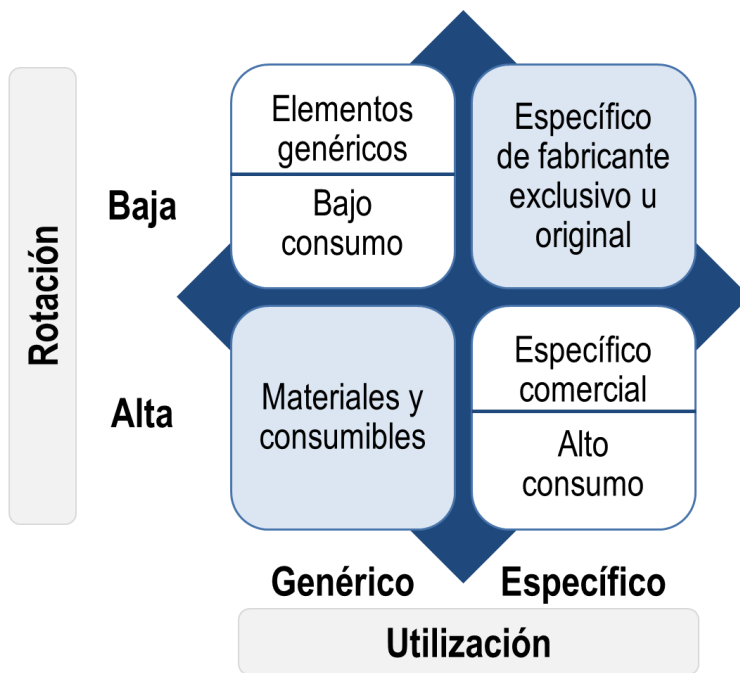 Elementos
genéricos
Bajo
consumo
Específico
de fabricante
exclusivo u
original
Baja
Rotación
Alta
Materiales y
consumibles
Específico
comercial
Alto
consumo
Genérico
Específico
Utilización